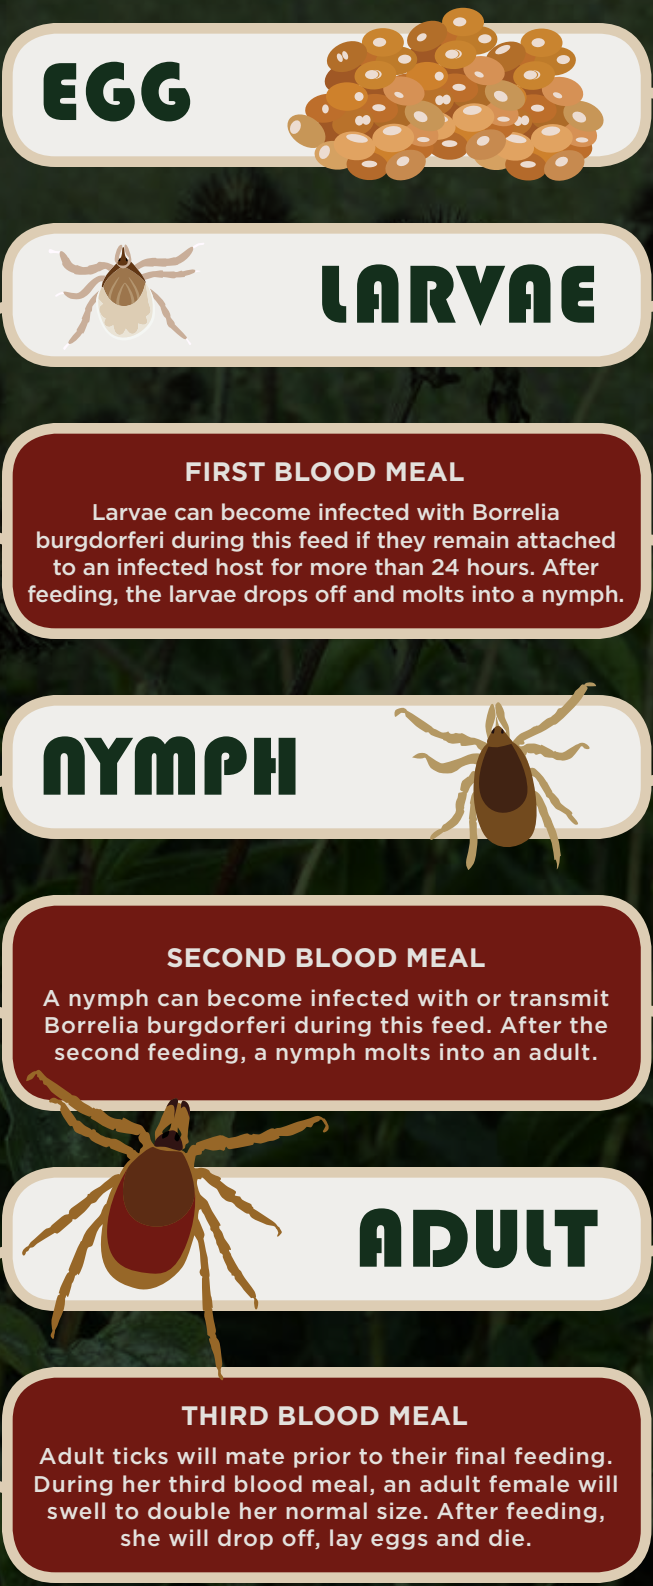 EGG
LARVAE
FIRST BLOOD MEAL
Larvae can become infected with Borrelia
burgdorferi during this feed if they remain attached
to an infected host for more than 24 hours. After
feeding, the larvae drops off and molts into a nymph.
NYMPH
SECOND BLOOD MEAL
A nymph can become infected with or transmit
Borrelia burgdorferi during this feed. After the
second feeding, a nymph molts into an adult.
ADULT
THIRD BLOOD MEAL
Adult ticks will mate prior to their final feeding.
During her third blood meal, an adult female will
swell to double her normal size. After feeding,
she will drop off, lay eggs and die.